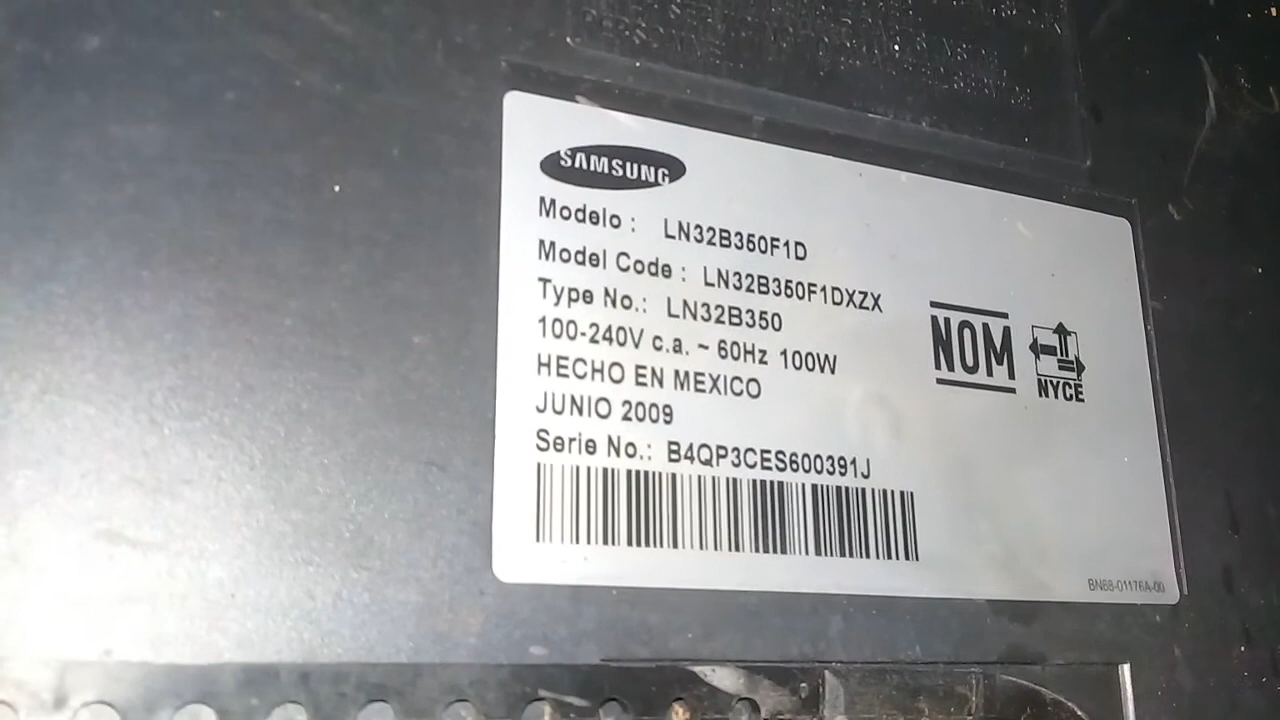 SAMSUNG
Modelo : LN32B350F1D
Model Code : LN32B350F1DXZX
Type No.: LN32B350
100-240V c.a. ~ 60Hz 100W
HECHO EN MEXICO
JUNIO 2009
Serie No.: B4QP3CES600391J
NOM
NYCE
BN68-01176A-00